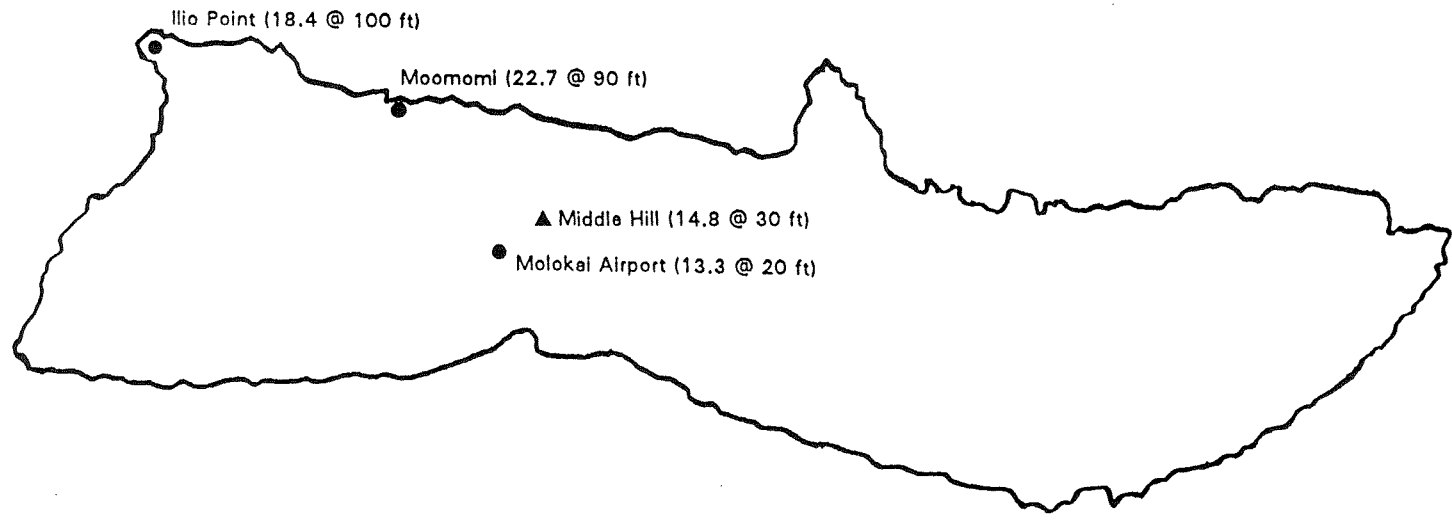 Ilio Point (18.4 @ 100 ft)
Moomomi (22.7 @ 90 ft)
Middle Hill (14.8 @ 30 ft)
Molokai Airport (13.3 @ 20 ft)